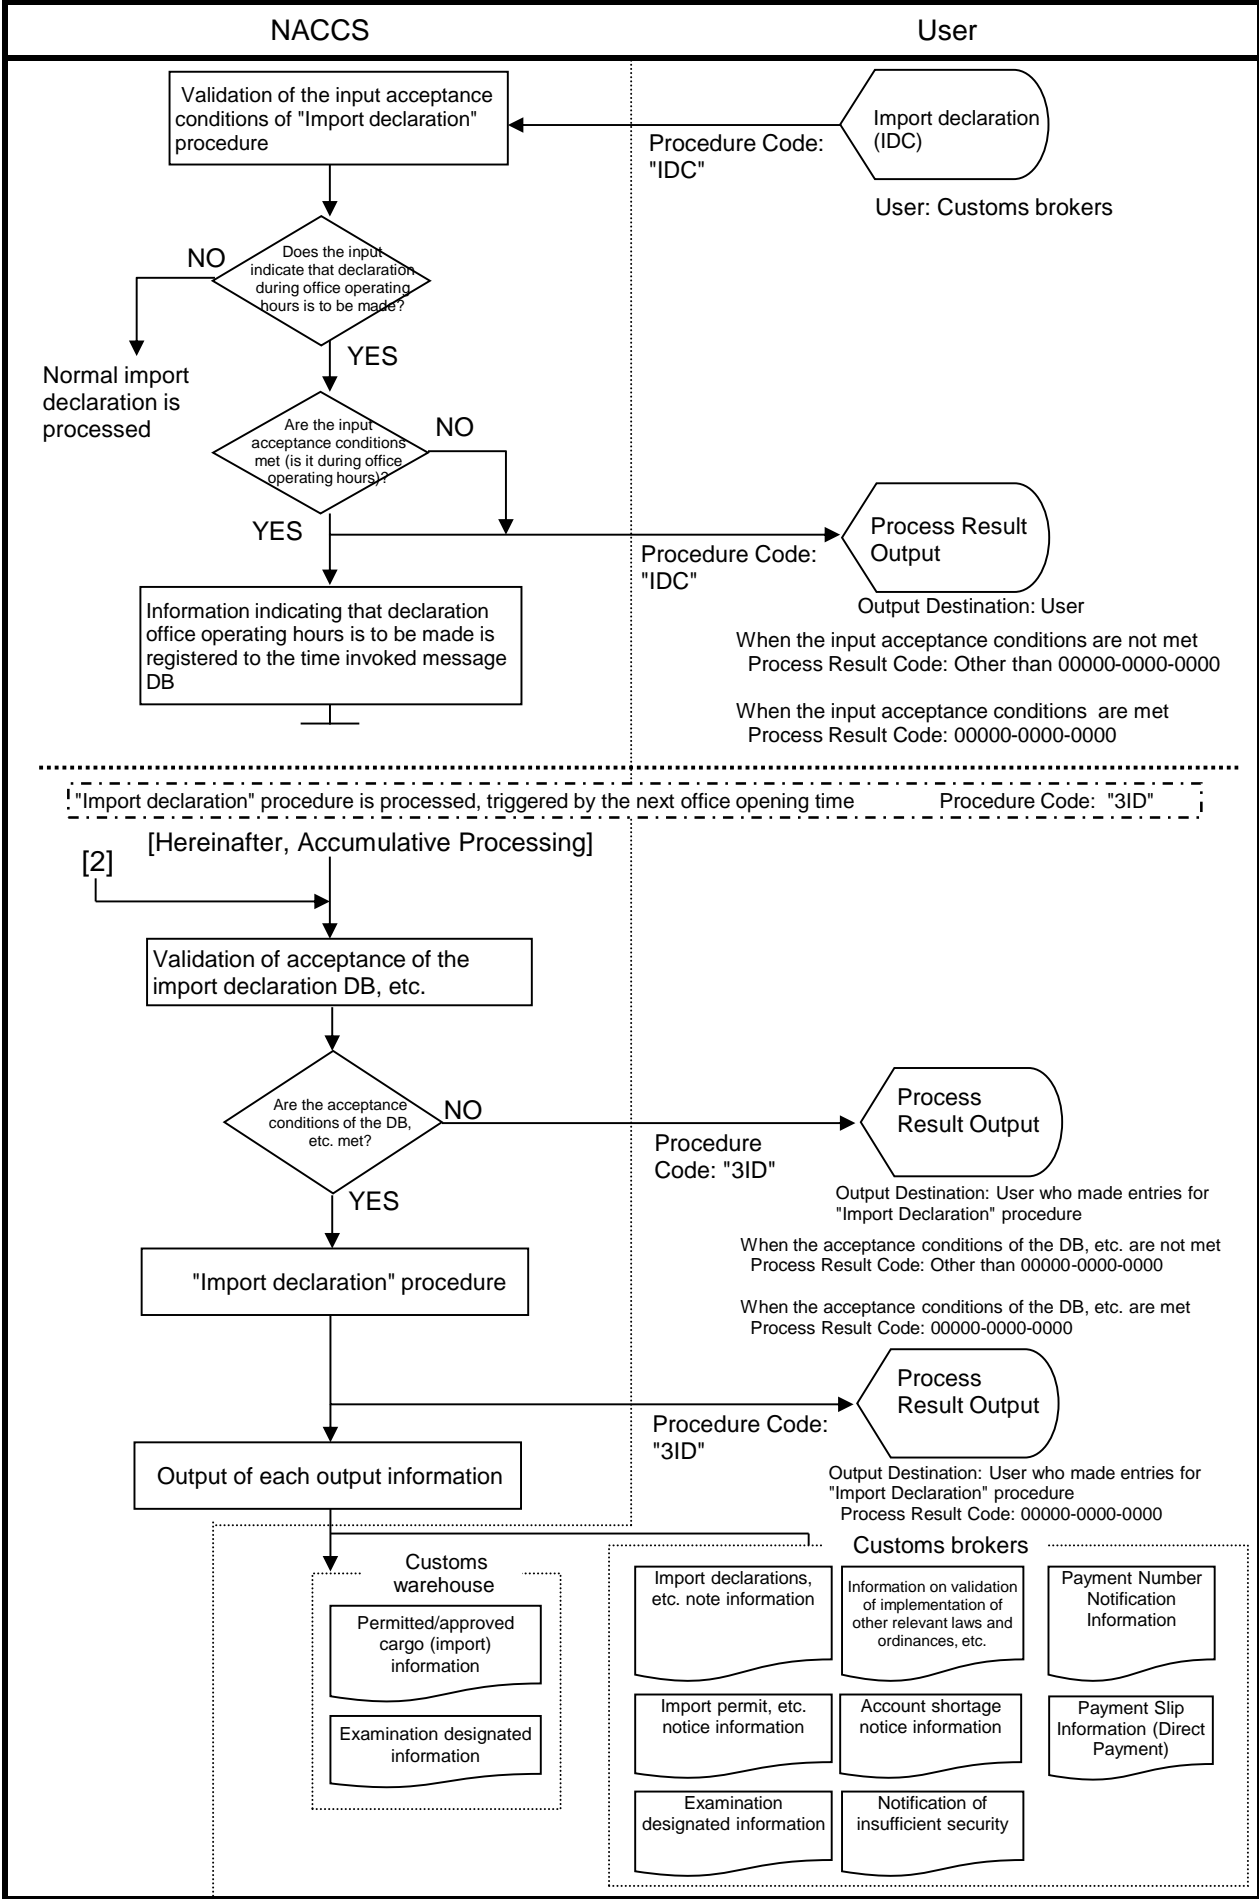 NACCS
User
Validation of the input acceptance
conditions of "Import declaration"
procedure
Import declaration
(IDC)
Procedure Code:
"IDC"
User: Customs brokers
Does the input
indicate that declaration
during office operating
hours is to be made?
NO
YES
Normal import
declaration is
processed
Are the input
acceptance conditions
met (is it during office
operating hours)?
NO
YES
Process Result
Output
Procedure Code:
"IDC"
Output Destination: User
When the input acceptance conditions are not met
Process Result Code: Other than 00000-0000-0000
When the input acceptance conditions are met
Process Result Code: 00000-0000-0000
Information indicating that declaration
office operating hours is to be made is
registered to the time invoked message
DB
"Import declaration" procedure is processed, triggered by the next office opening time Procedure Code: "3ID"
[Hereinafter, Accumulative Processing]
[2]
Validation of acceptance of the
import declaration DB, etc.
Are the acceptance
conditions of the DB,
etc. met?
NO
YES
Procedure
Code: "3ID"
Process
Result Output
Output Destination: User who made entries for
"Import Declaration" procedure
When the acceptance conditions of the DB, etc. are not met
Process Result Code: Other than 00000-0000-0000
When the acceptance conditions of the DB, etc. are met
Process Result Code: 00000-0000-0000
"Import declaration" procedure
Process
Result Output
Procedure Code:
"3ID"
Output Destination: User who made entries for
"Import Declaration" procedure
Process Result Code: 00000-0000-0000
Output of each output information
Customs
warehouse
Permitted/approved
cargo (import)
information
Examination designated
information
Customs brokers
Import declarations,
etc. note information
Information on validation
of implementation of
other relevant laws and
ordinances, etc.
Payment Number
Notification
Information
Import permit, etc.
notice information
Account shortage
notice information
Payment Slip
Information (Direct
Payment)
Examination
designated information
Notification of
insufficient security